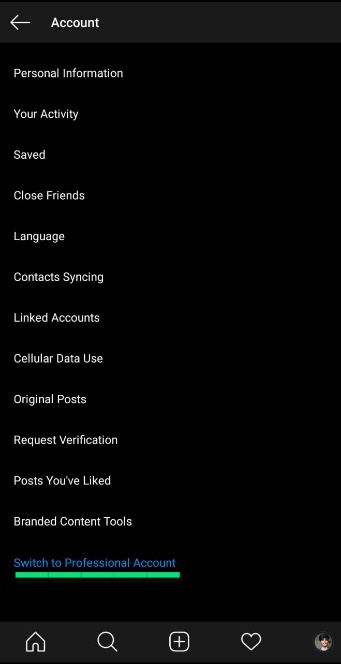 Account
Personal Information
Your Activity
Saved
Close Friends
Language
Contacts Syncing
Linked Accounts
Cellular Data Use
Original Posts
Request Verification
Posts You've Liked
Branded Content Tools
Switch to Professional Account